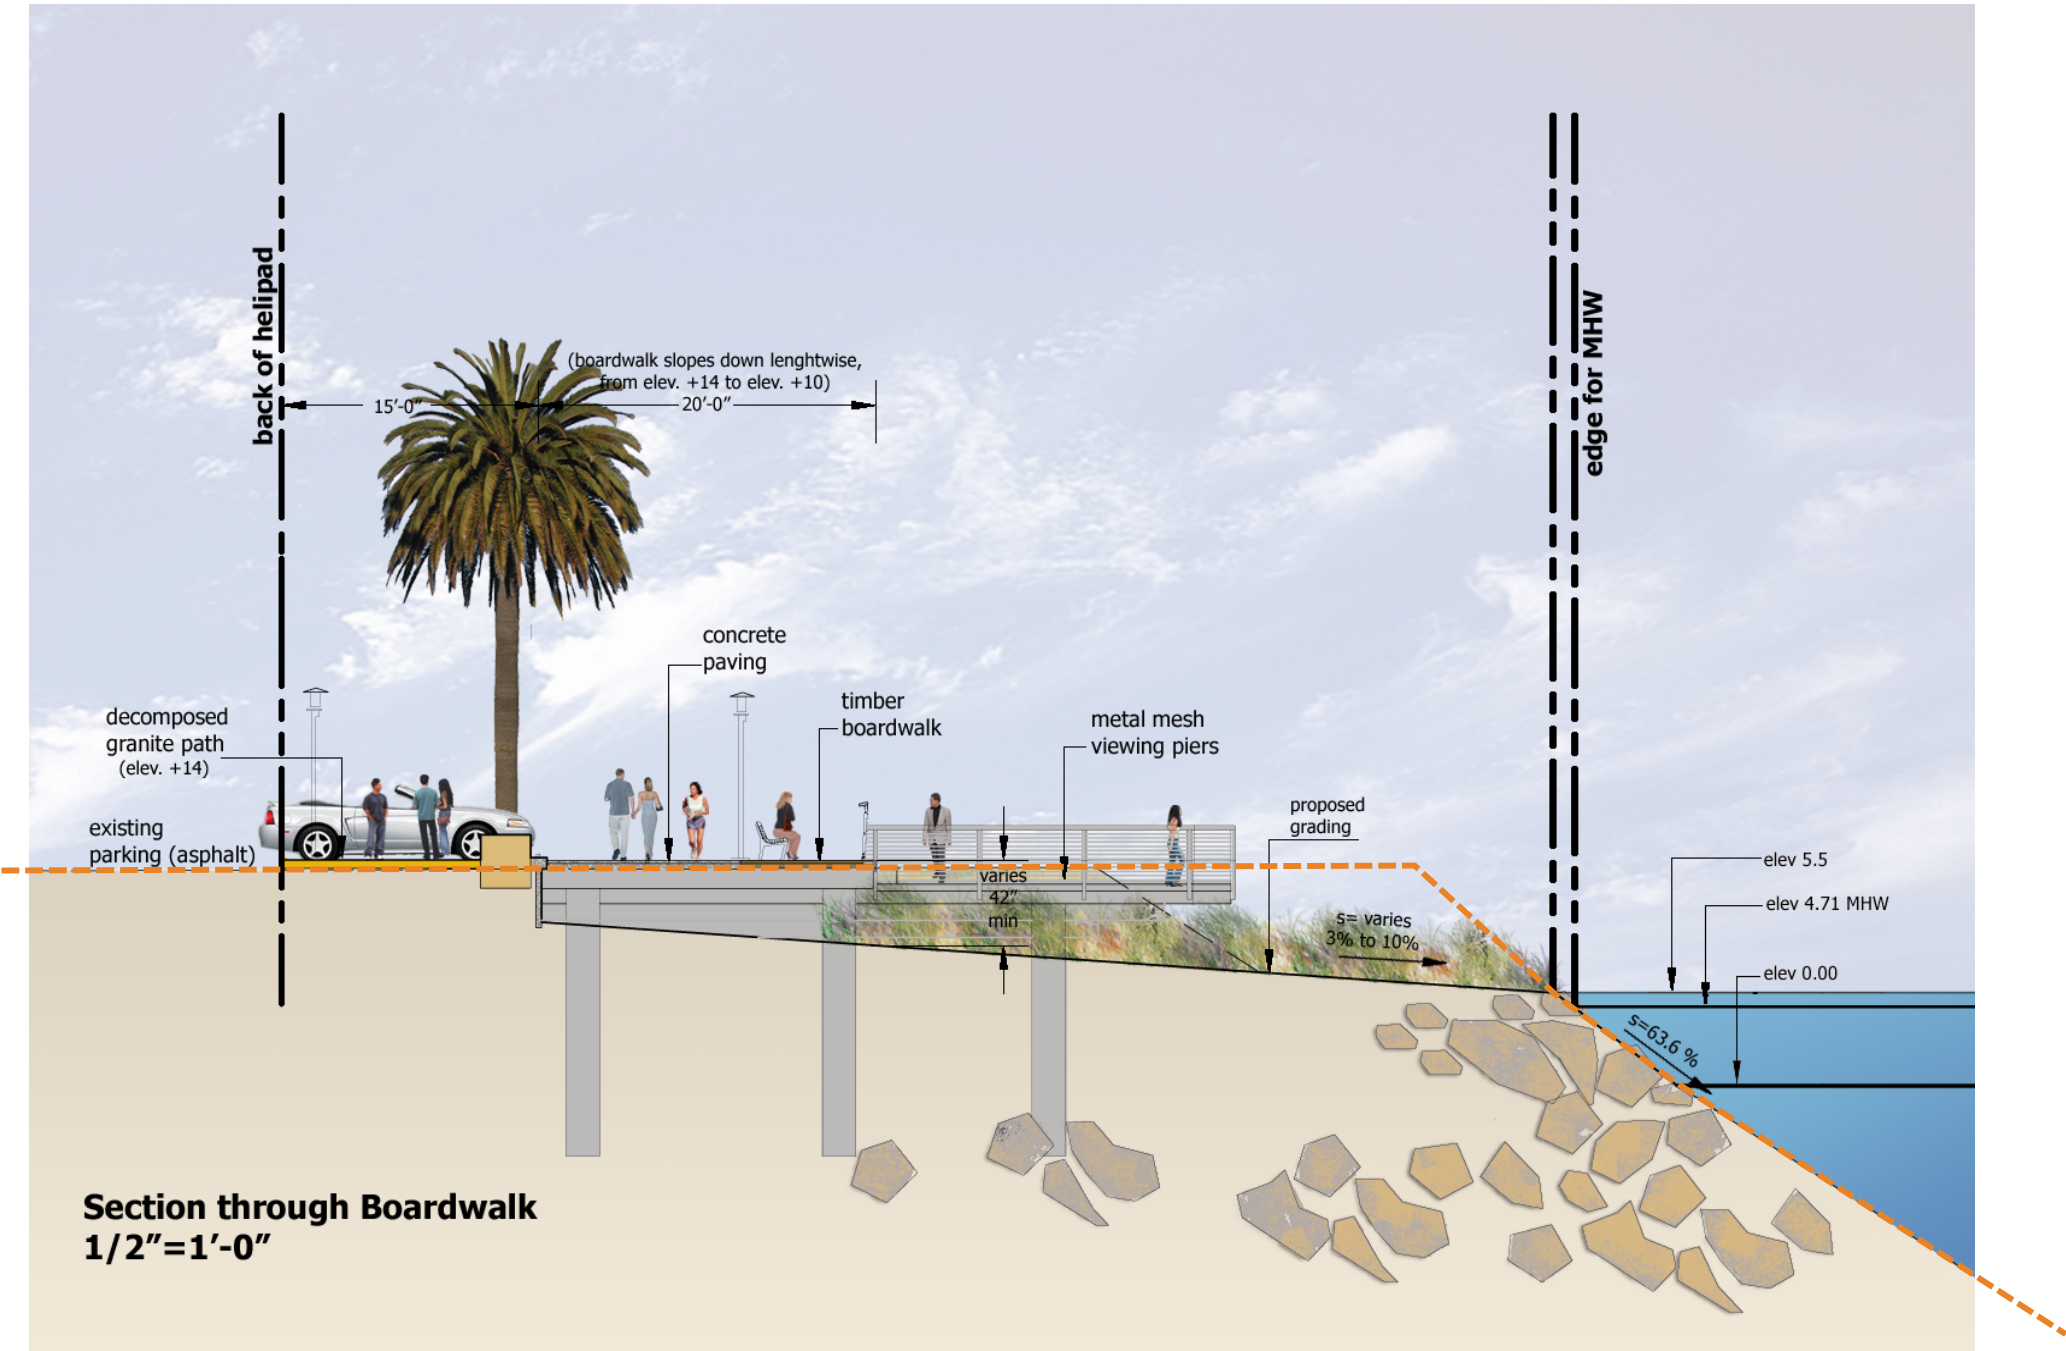 back of helipad
edge for MHW
(boardwalk slopes down lenghtwise,
from elev. +14 to elev. +10)
15'-0"
20'-0"
concrete
paving
timber
boardwalk
metal mesh
viewing piers
decomposed
granite path
(elev. +14)
existing
parking (asphalt)
proposed
grading
varies
42"
min
s= varies
3% to 10%
elev 5.5
elev 4.71 MHW
elev 0.00
s=63.6 %
Section through Boardwalk
1/2"=1'-0"